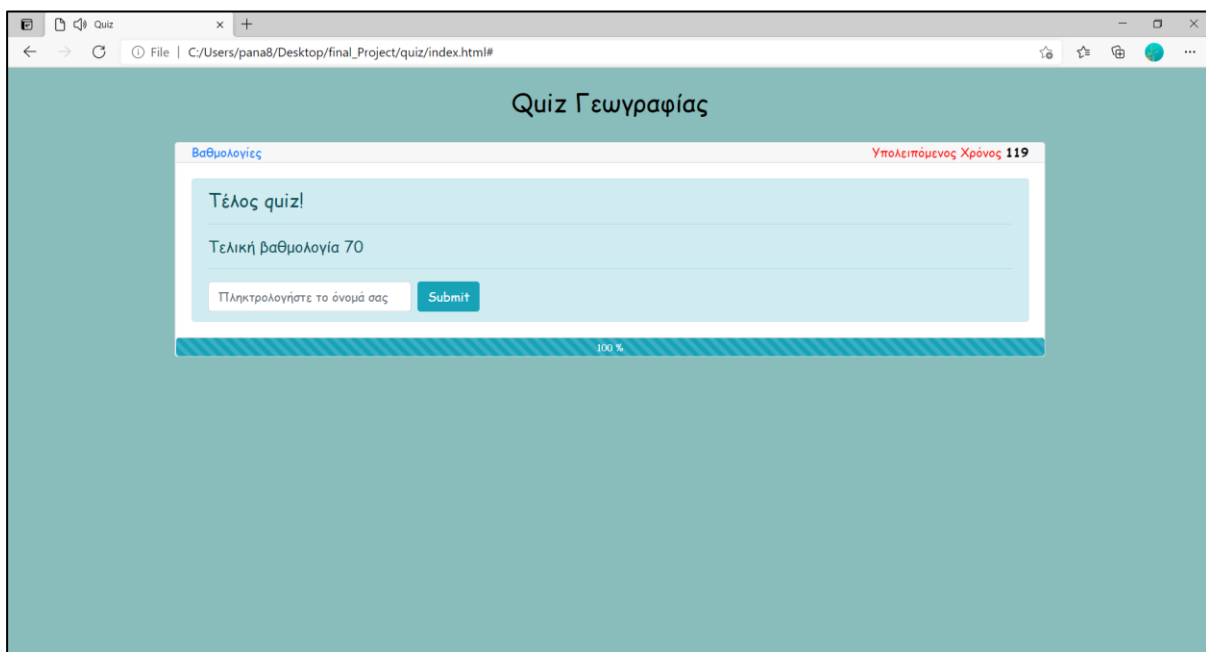 Quiz
File | C:/Users/pana8/Desktop/final_Project/quiz/index.html#
Quiz Γεωγραφίας
Βαθμολογίες Υπολειπόμενος Χρόνος 119
Τέλος quiz!
Τελική βαθμολογία 70
Πληκτρολογήστε το όνομά σας Submit
100 %